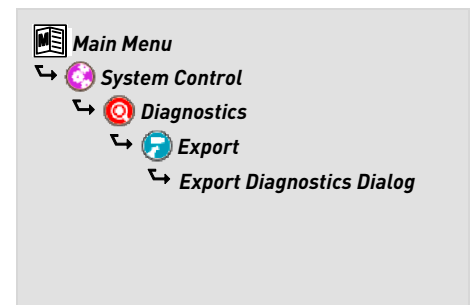 Main Menu
System Control
Diagnostics
Export
Export Diagnostics Dialog